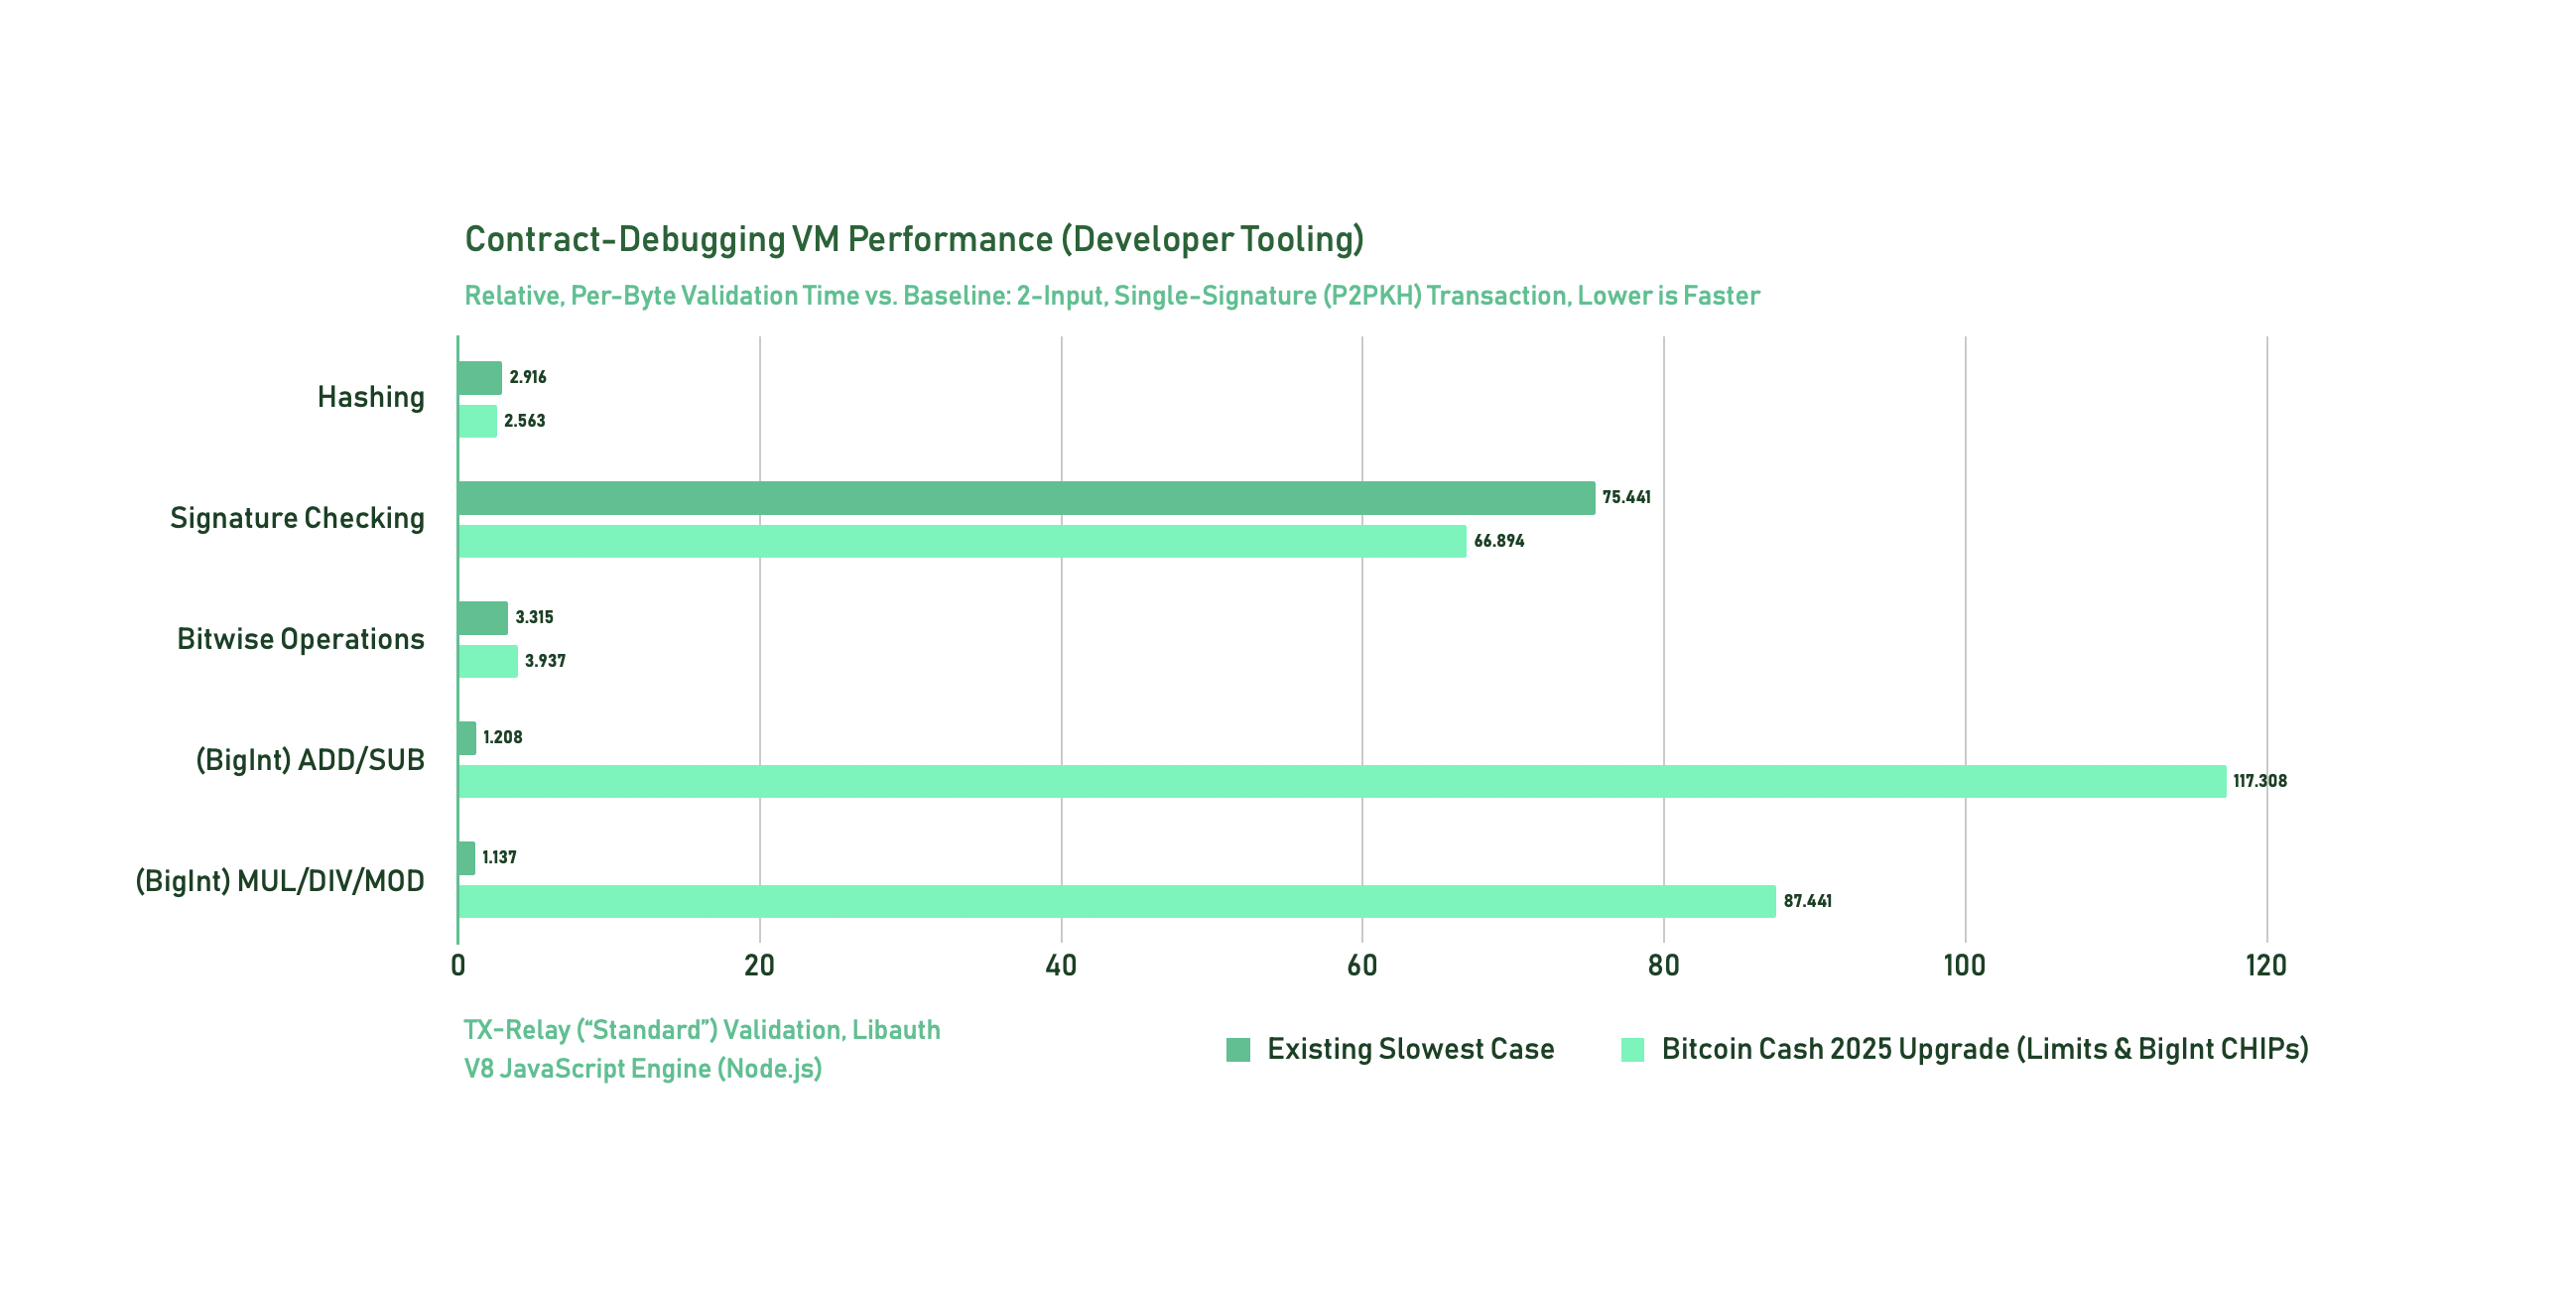 Contract-Debugging VM Performance (Developer Tooling)
Relative, Per-Byte Validation Time vs. Baseline: 2-Input, Single-Signature (P2PKH) Transaction, Lower is Faster
Hashing
2.916
2.563
Signature Checking
75.441
66.894
Bitwise Operations
3.315
3.937
(BigInt) ADD/SUB
1.208
117.308
(BigInt) MUL/DIV/MOD
1.137
87.441
0 20 40 60 80 100 120
TX-Relay (“Standard”) Validation, Libauth
V8 JavaScript Engine (Node.js)
Existing Slowest Case
Bitcoin Cash 2025 Upgrade (Limits & BigInt CHIPs)